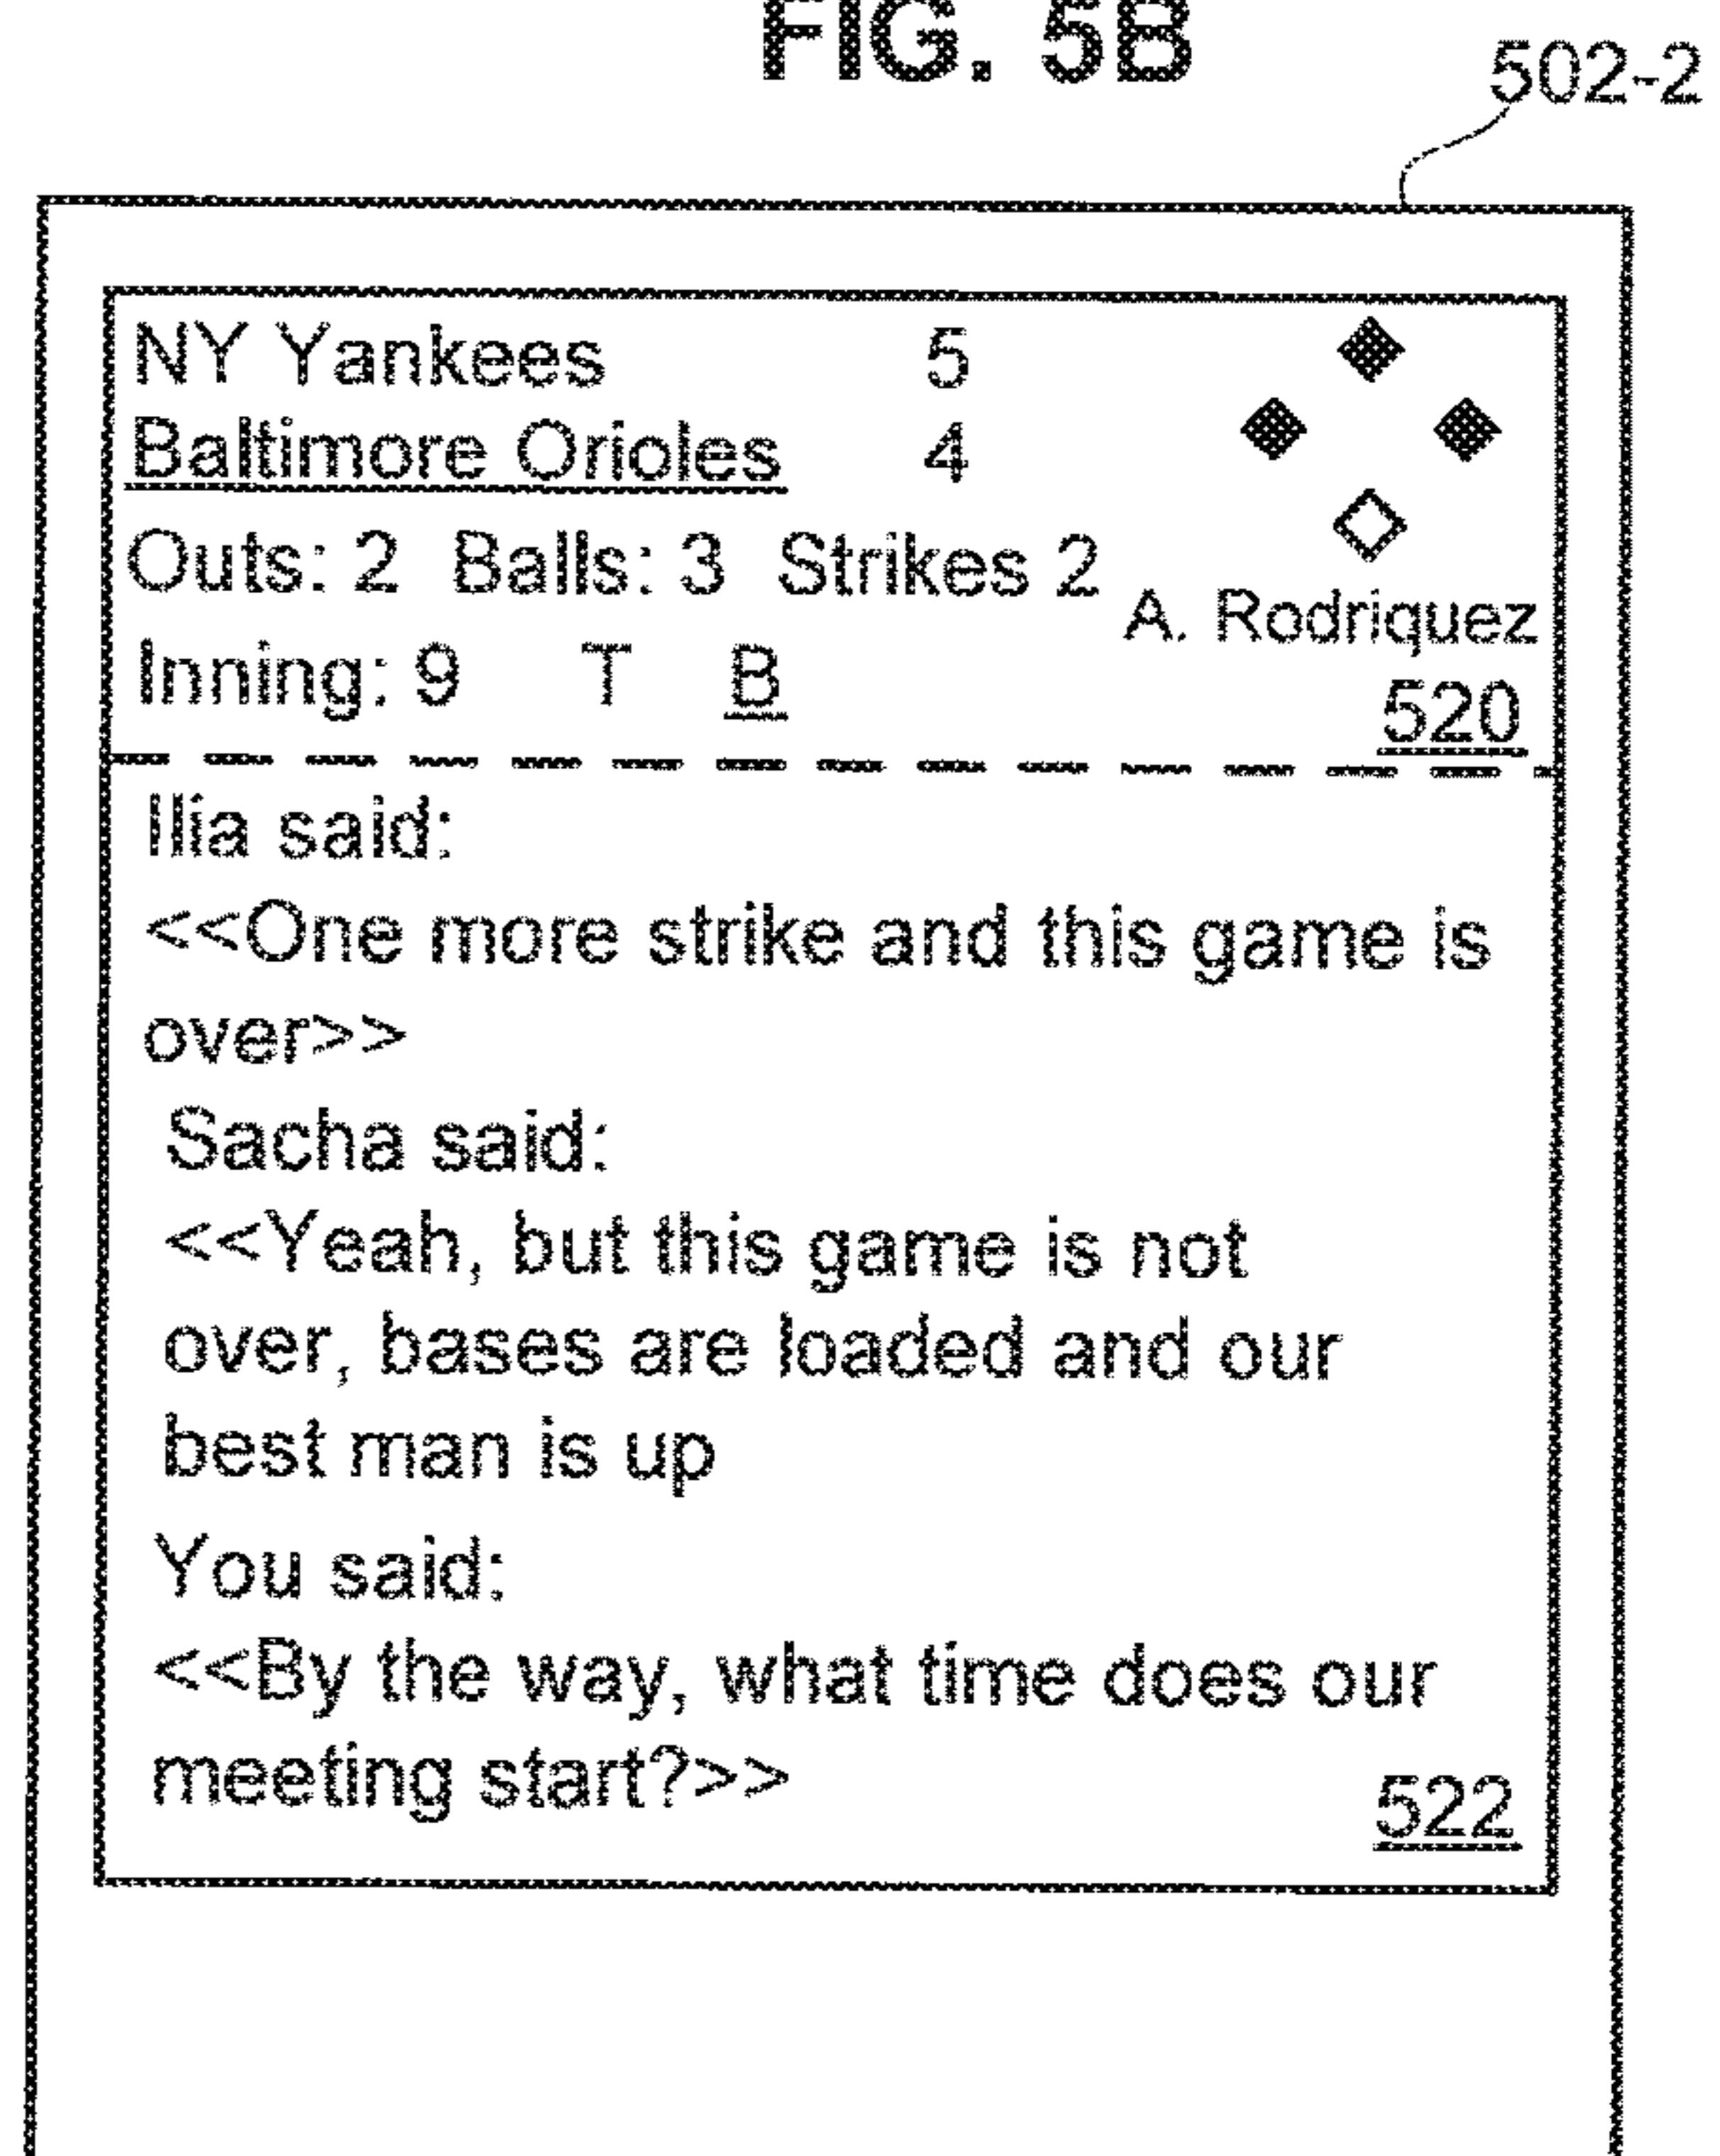 FIG. 5B
502-2
NY Yankees 5
Baltimore Orioles 4
Outs: 2 Balls: 3 Strikes 2
A. Rodriquez
Inning: 9 T B
520
Ilia said:
<<One more strike and this game is
over>>
Sacha said:
<<Yeah, but this game is not
over, bases are loaded and our
best man is up
You said:
<<By the way, what time does our
meeting start?>>
522